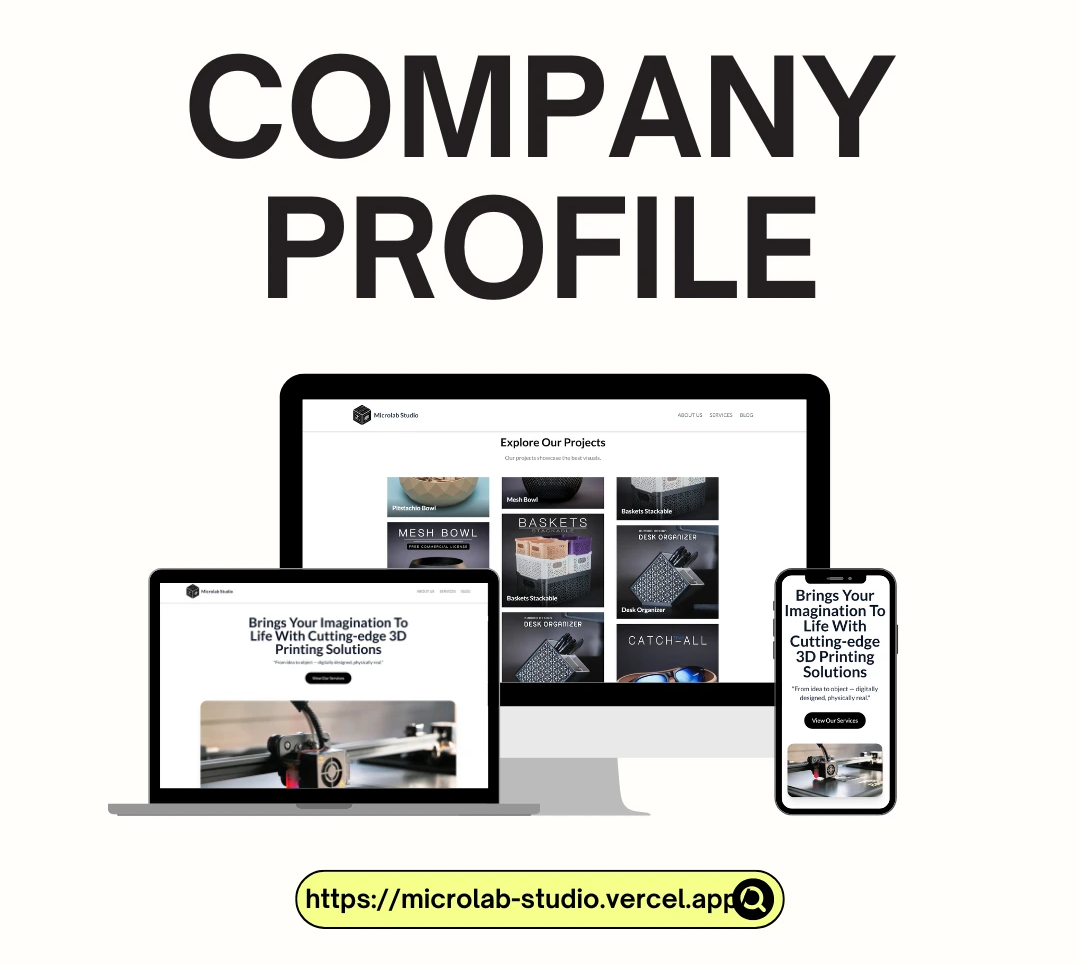 COMPANY
PROFILE
Microlab Studio
ABOUT US SERVICES BLOG
Explore Our Projects
Our projects showcase the best visuals.
Pitstachio Bowl
Mesh Bowl
Baskets Stackable
MESH BOWL
FREE COMMERCIAL LICENSE
BASKETS
STACKABLE
Baskets Stackable
DESK ORGANIZER
Desk Organizer
DESK ORGANIZER
CATCH-ALL
Microlab Studio
ABOUT US SERVICES BLOG
Brings Your Imagination To
Life With Cutting-edge 3D
Printing Solutions
"From idea to object — digitally designed, physically real."
View Our Services
Brings Your
Imagination To
Life With
Cutting-edge
3D Printing
Solutions
"From idea to object — digitally
designed, physically real."
View Our Services
https://microlab-studio.vercel.app